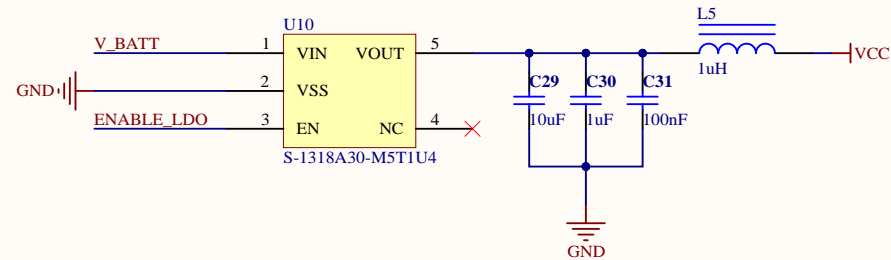 U10
L5
V_BATT
1
VIN
VOUT
5
1uH
VCC
GND
2
VSS
C29
C30
C31
10uF
1uF
100nF
ENABLE_LDO
3
EN
NC
4
S-1318A30-M5T1U4
GND